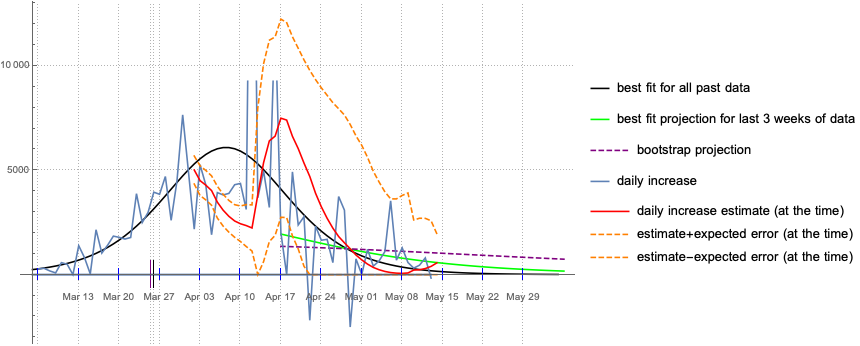 10 000
5000
Mar 13 Mar 20 Mar 27 Apr 03 Apr 10 Apr 17 Apr 24 May 01 May 08 May 15 May 22 May 29
best fit for all past data
best fit projection for last 3 weeks of data
bootstrap projection
daily increase
daily increase estimate (at the time)
estimate+expected error (at the time)
estimate−expected error (at the time)